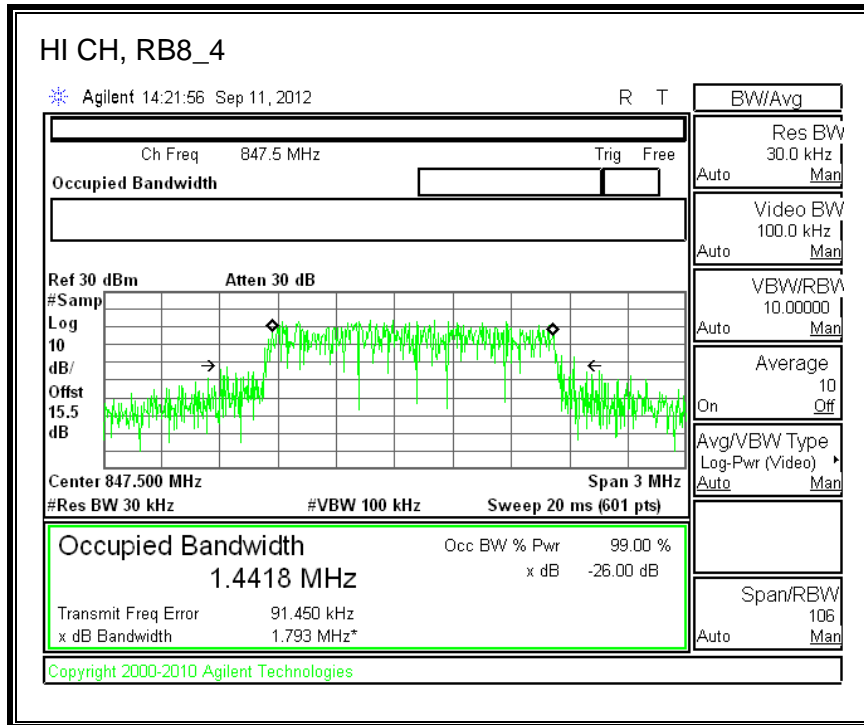 HI CH, RB8_4
Agilent 14:21:56 Sep 11, 2012 R T
BW/Avg
Ch Freq 847.5 MHz Trig Free
Occupied Bandwidth
Res BW
30.0 kHz
Auto Man
Video BW
100.0 kHz
Auto Man
VBW/RBW
10.00000
Auto Man
Average
10
On Off
Avg/VBW Type
Log-Pwr (Video)
Auto Man
Span/RBW
106
Auto Man
Ref 30 dBm Atten 30 dB
#Samp
Log
10
dB/
Offst
15.5
dB
Center 847.500 MHz Span 3 MHz
#Res BW 30 kHz #VBW 100 kHz Sweep 20 ms (601 pts)
Occupied Bandwidth Occ BW % Pwr 99.00 %
1.4418 MHz x dB -26.00 dB
Transmit Freq Error 91.450 kHz
x dB Bandwidth 1.793 MHz*
Copyright 2000-2010 Agilent Technologies